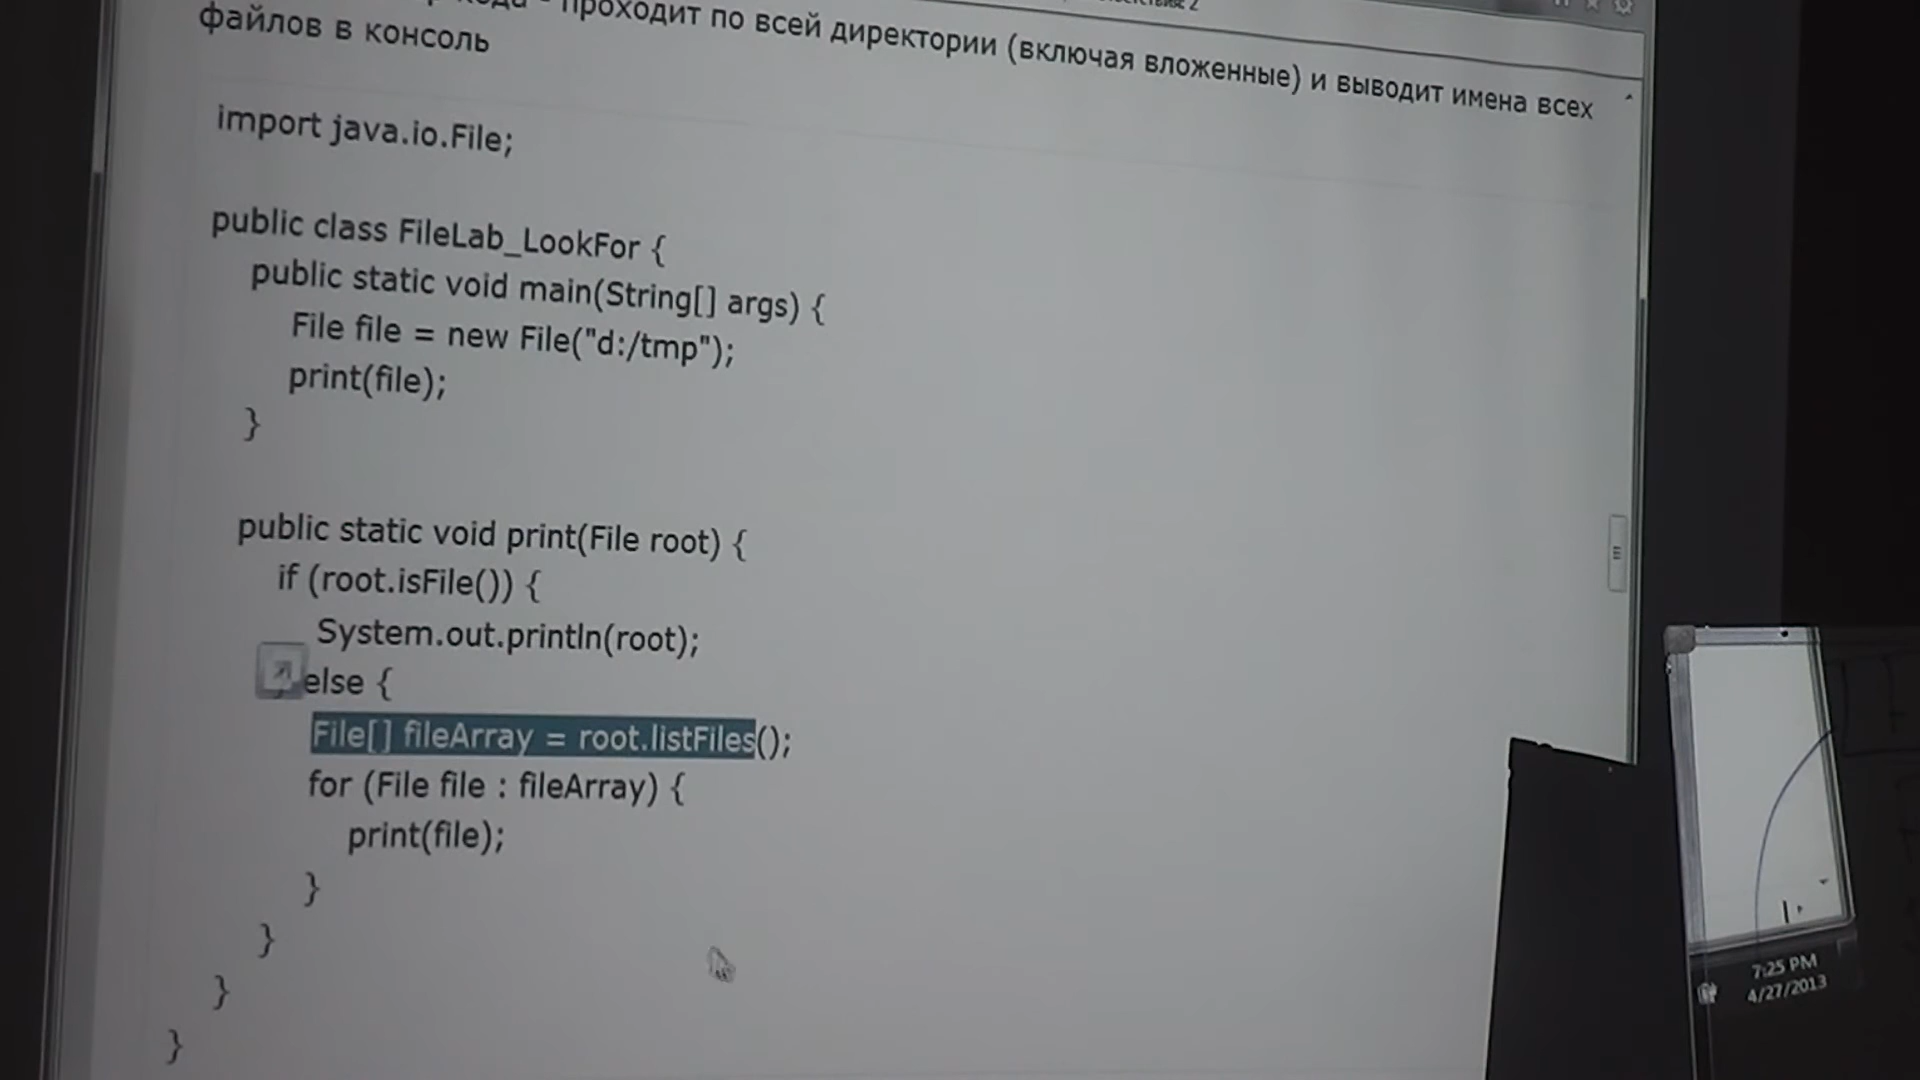 проходит по всей директории (включая вложенные) и выводит имена всех
файлов в консоль
import java.io.File;
public class FileLab_LookFor {
public static void main(String[] args) {
File file = new File("d:/tmp");
print(file);
}
public static void print(File root) {
if (root.isFile()) {
System.out.println(root);
else {
File[] fileArray = root.listFiles();
for (File file : fileArray) {
print(file);
}
}
}
}
7:25 PM
4/27/2013